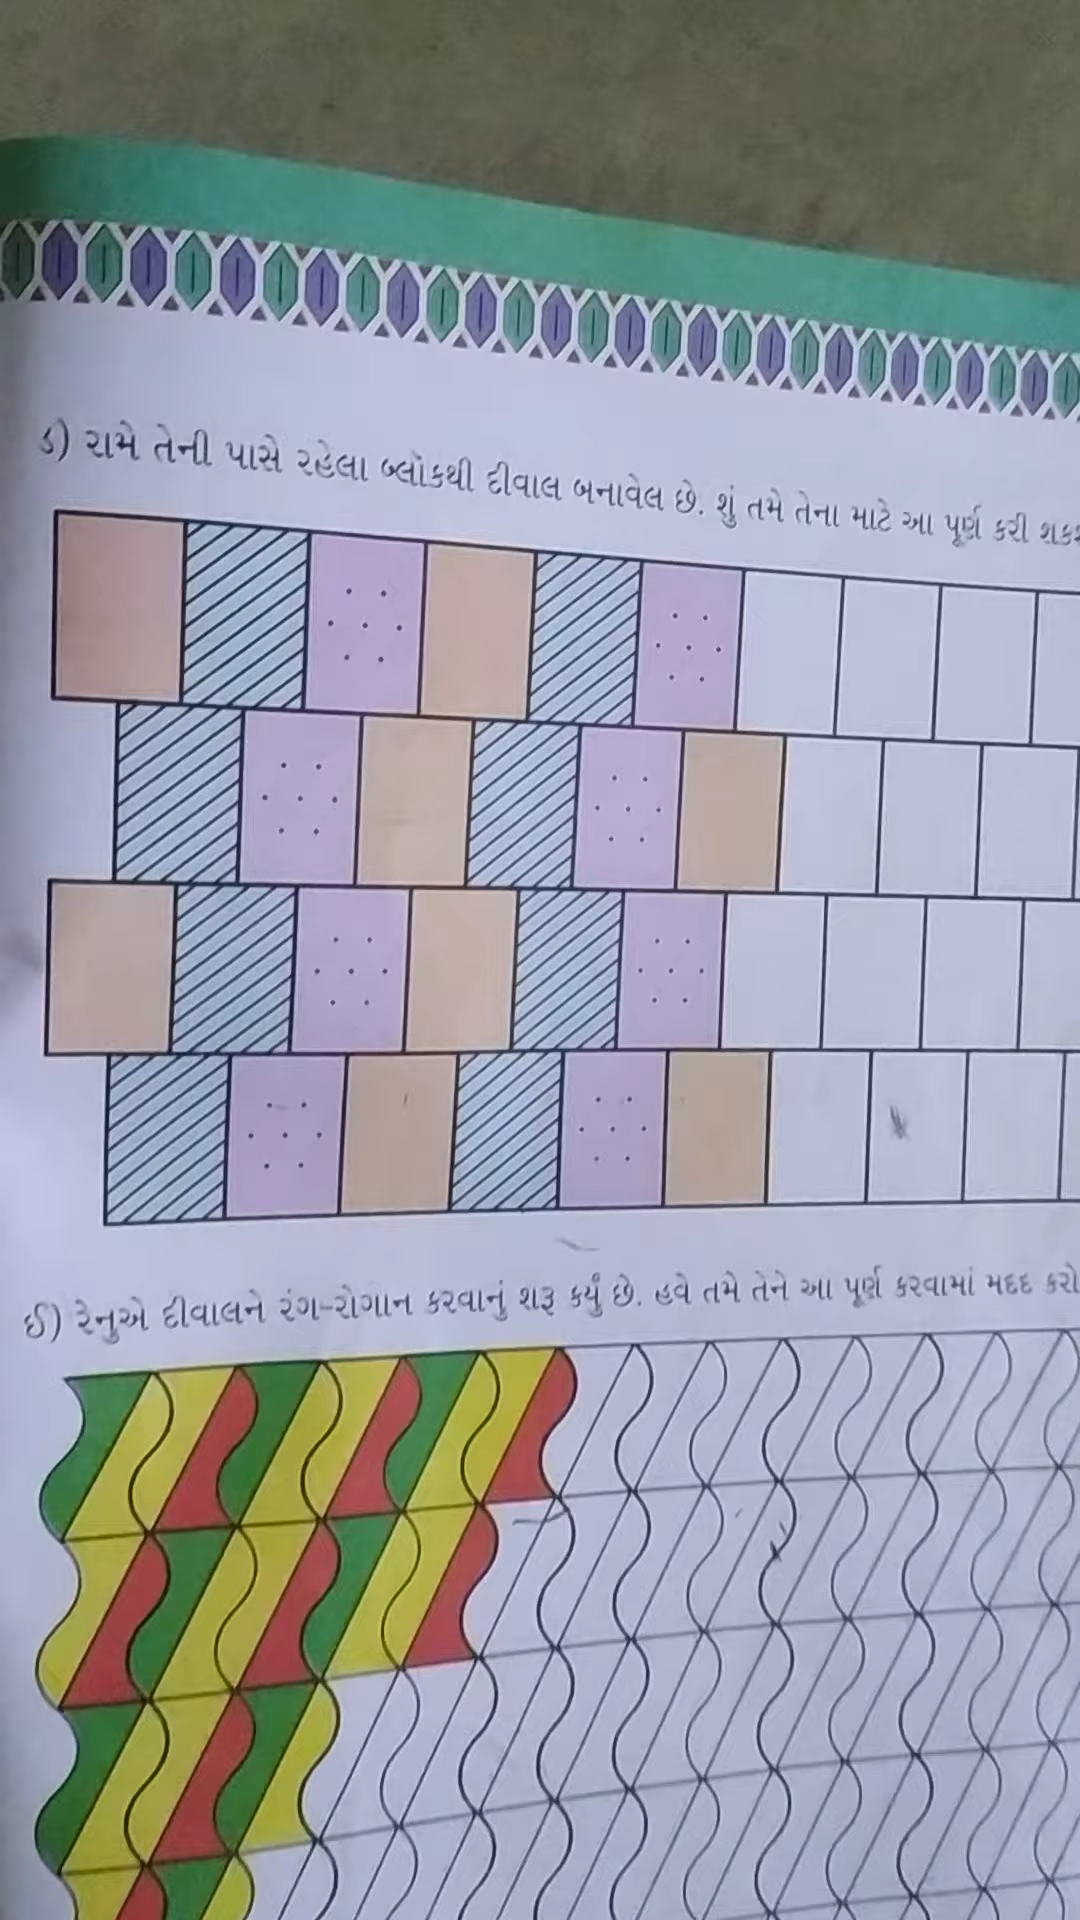 ડ) રામે તેની પાસે રહેલા બ્લૉકથી દીવાલ બનાવેલ છે. શું તમે તેના માટે આ પૂર્ણ કરી
ઈ) રેનુએ દીવાલને રંગ-રોગાન કરવાનું શરૂ કર્યું છે. હવે તમે તેને આ પૂર્ણ કરવામાં મદદ કરો